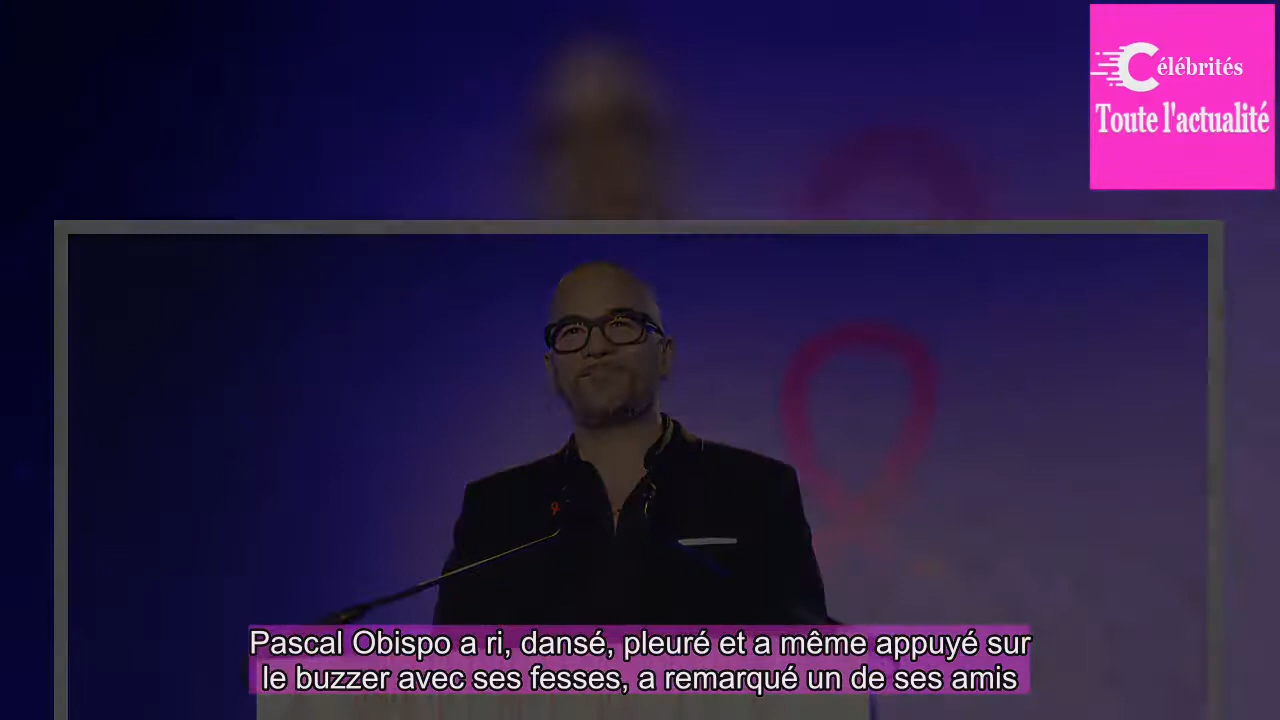 Célébrités
Toute l'actualité
Pascal Obispo a ri, dansé, pleuré et a même appuyé sur
le buzzer avec ses fesses, a remarqué un de ses amis